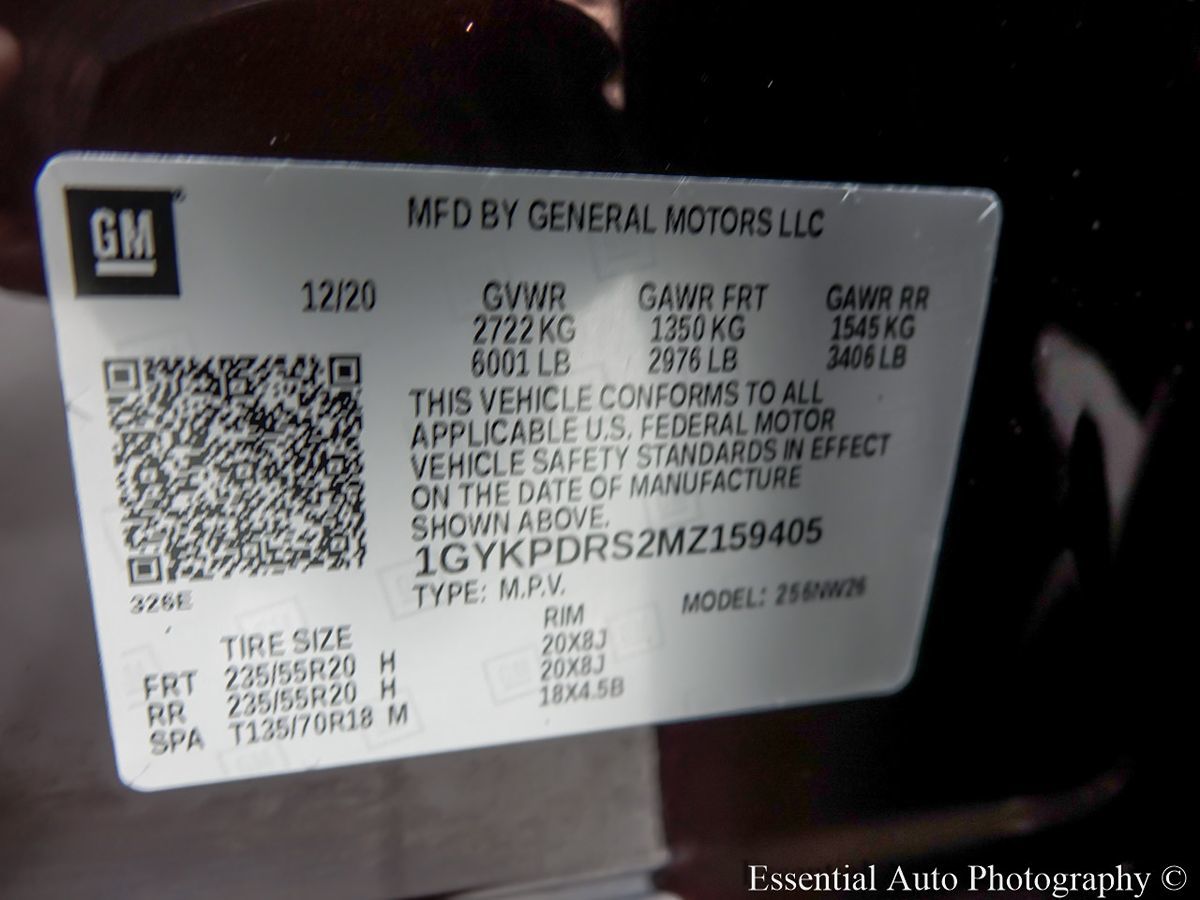 GM
MFD BY GENERAL MOTORS LLC
12/20 GVWR GAWR FRT GAWR RR
2722 KG 1350 KG 1545 KG
6001 LB 2976 LB 3406 LB
THIS VEHICLE CONFORMS TO ALL
APPLICABLE U.S. FEDERAL MOTOR
VEHICLE SAFETY STANDARDS IN EFFECT
ON THE DATE OF MANUFACTURE
SHOWN ABOVE.
1GYKPDRS2MZ159405
326E
TYPE: M.P.V. MODEL: 256NW26
TIRE SIZE RIM
FRT 235/55R20 H 20X8J
RR 235/55R20 H 20X8J
SPA T135/70R18 M 18X4.5B
Essential Auto Photography ©